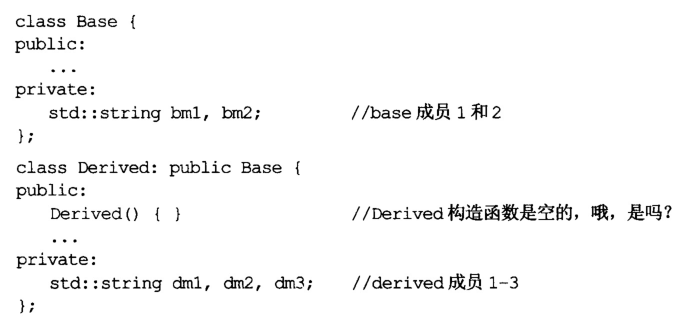 class Base {
public:
...
private:
std::string bm1, bm2; //base 成员 1 和 2
};
class Derived: public Base {
public:
Derived() { } //Derived 构造函数是空的，哦，是吗？
...
private:
std::string dm1, dm2, dm3; //derived 成员 1-3
};